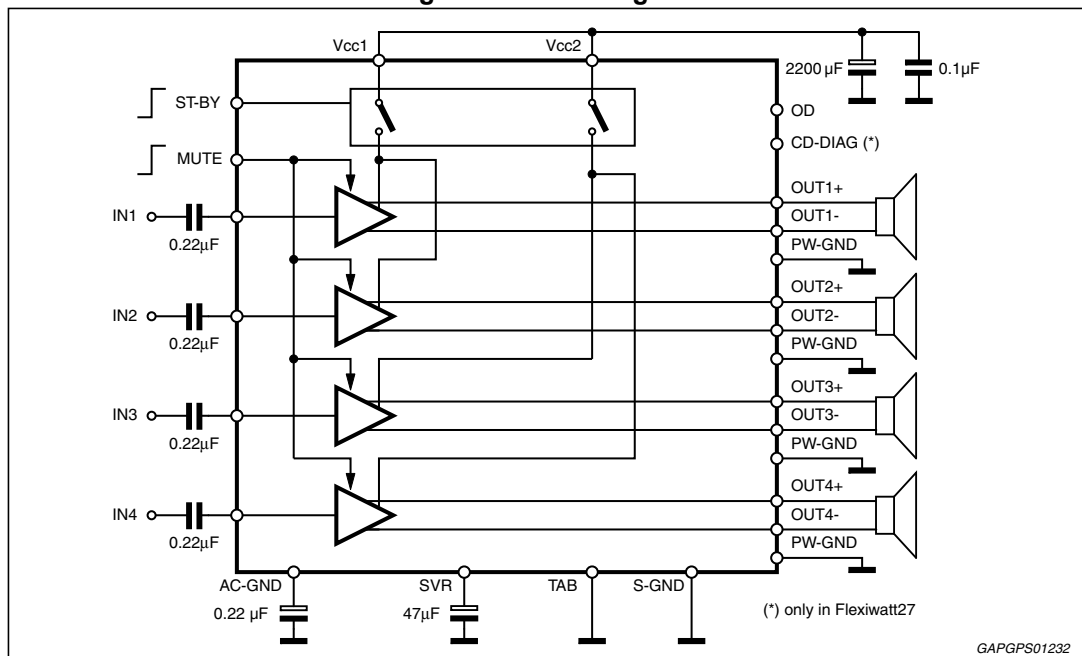 Vcc1
Vcc2
2200 µF
0.1µF
ST-BY
OD
CD-DIAG (*)
MUTE
OUT1+
IN1
OUT1-
0.22µF
PW-GND
OUT2+
IN2
OUT2-
0.22µF
PW-GND
OUT3+
IN3
OUT3-
0.22µF
PW-GND
OUT4+
IN4
OUT4-
0.22µF
PW-GND
AC-GND
SVR
TAB
S-GND
0.22 µF
47µF
(*) only in Flexiwatt27
GAPGPS01232